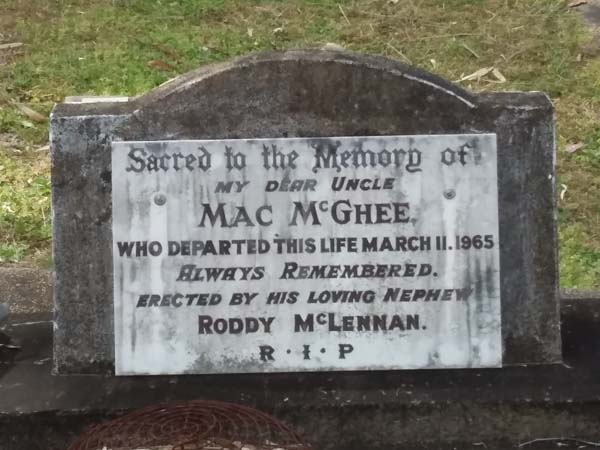 Sacred to the Memory of
MY DEAR UNCLE
MAC McGHEE.
WHO DEPARTED THIS LIFE MARCH 11. 1965
ALWAYS REMEMBERED.
ERECTED BY HIS LOVING NEPHEW
RODDY McLENNAN.
R · I · P